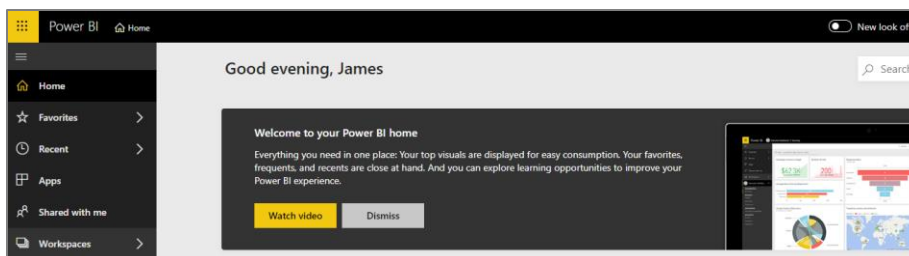 Power BI Home
New look of
Home
Good evening, James
Search
Favorites
Recent
Apps
Shared with me
Workspaces
Welcome to your Power BI home
Everything you need in one place: Your top visuals are displayed for easy consumption. Your favorites,
frequents, and recents are close at hand. And you can explore learning opportunities to improve your
Power BI experience.
Watch video
Dismiss